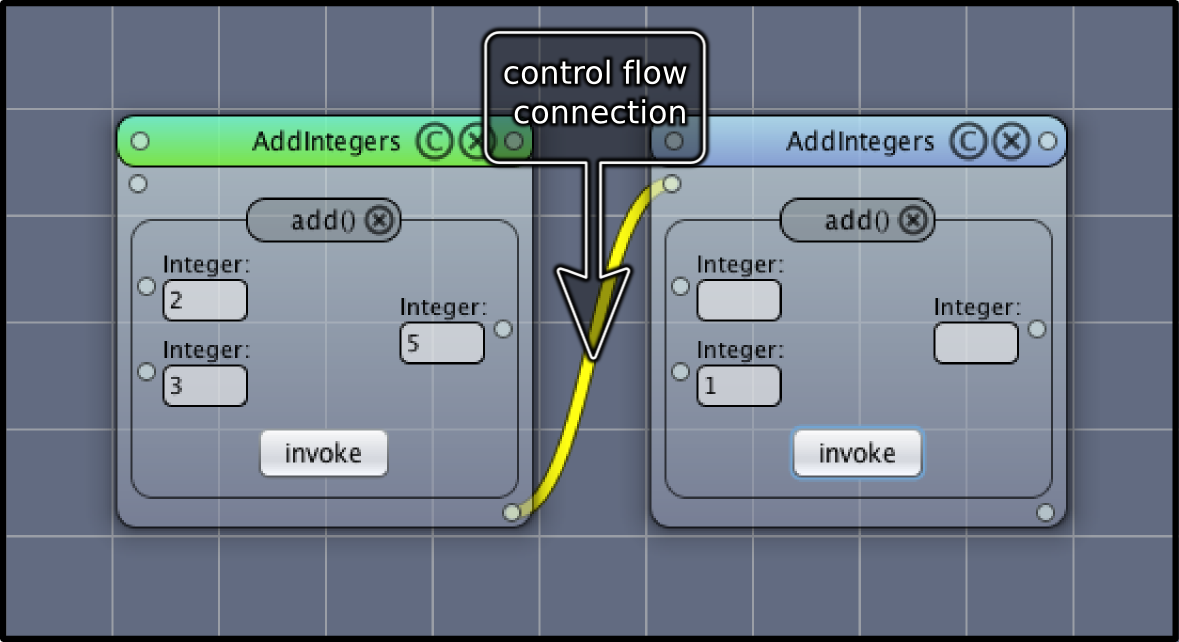 control flow
connection
AddIntegers C
AddIntegers C
add()
Integer:
2
Integer:
5
Integer:
3
invoke
add()
Integer:
Integer:
Integer:
1
invoke